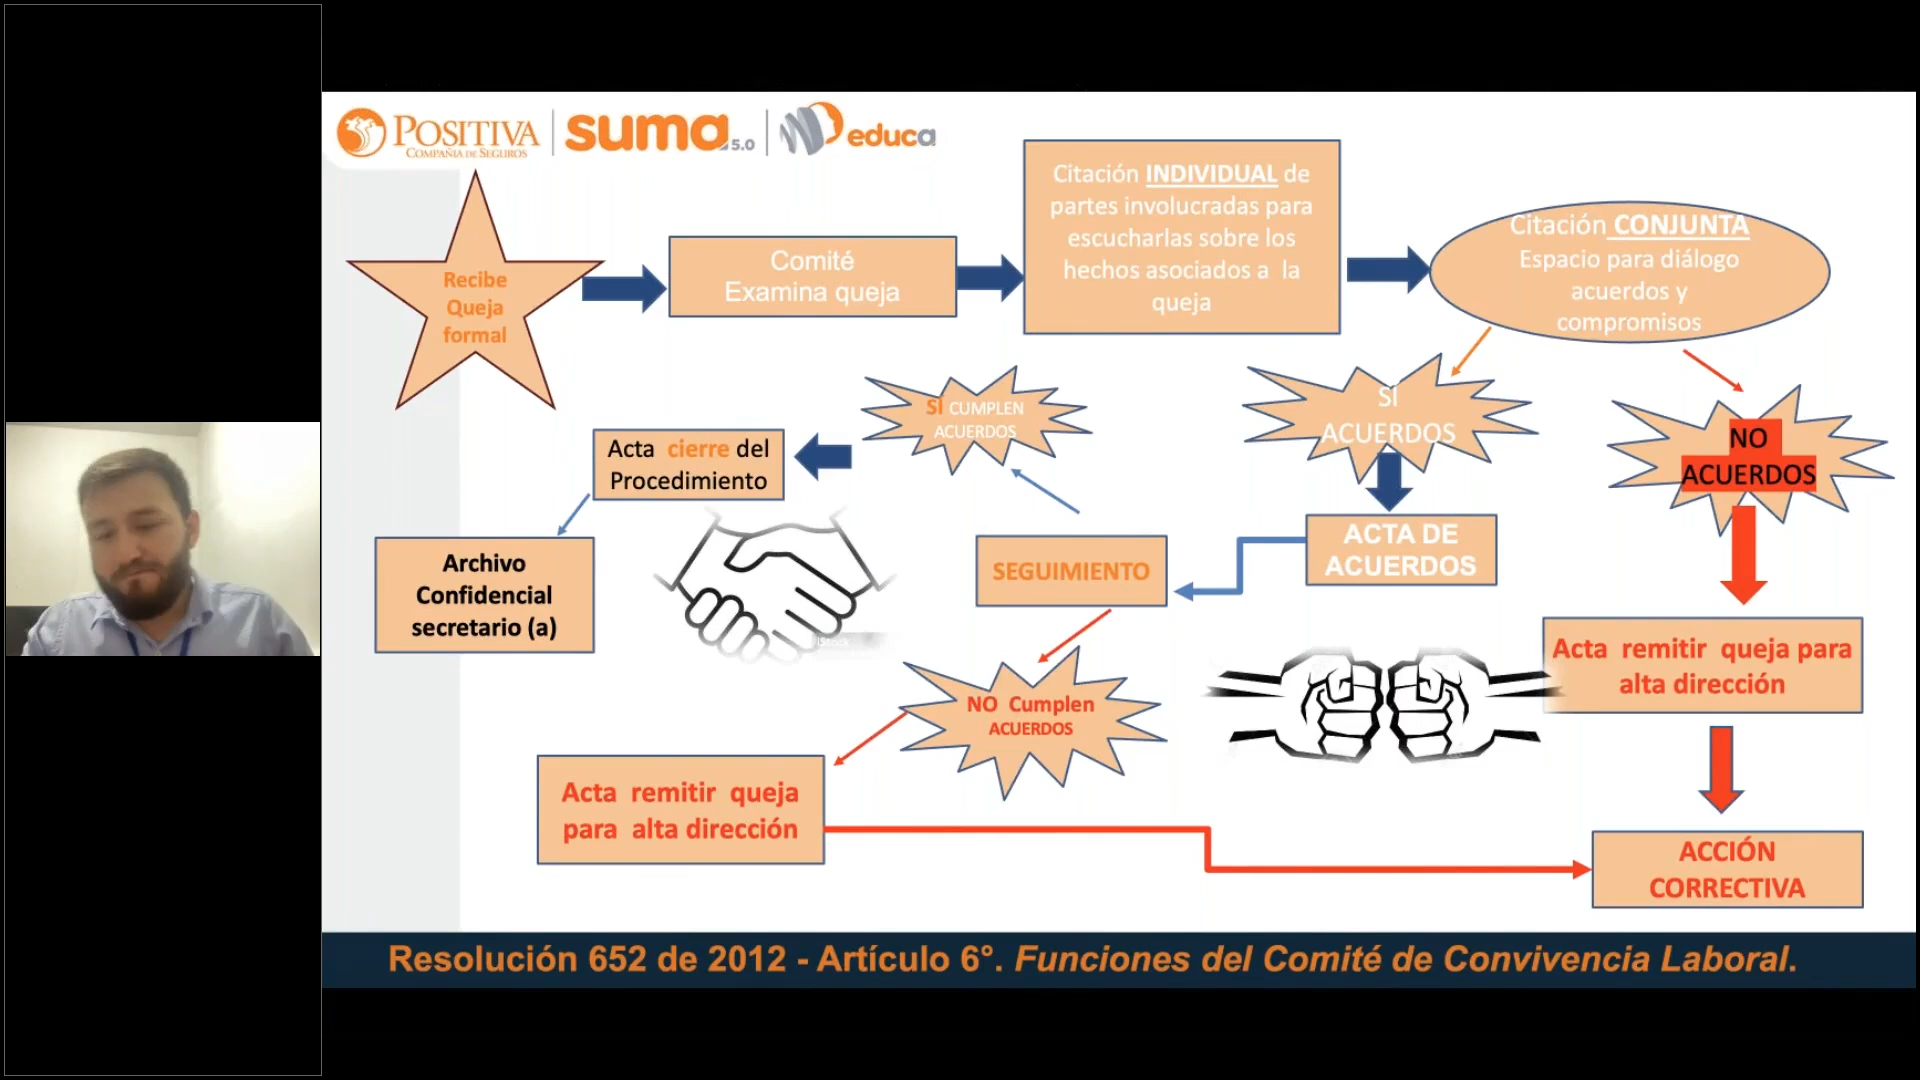 POSITIVA
COMPAÑIA DE SEGUROS
suma 5.0
educa
Recibe
Queja
formal
Comité
Examina queja
Citación INDIVIDUAL de
partes involucradas para
escucharlas sobre los
hechos asociados a la
queja
Citación CONJUNTA
Espacio para diálogo
acuerdos y
compromisos
SI
ACUERDOS
NO
ACUERDOS
SÍ CUMPLEN
ACUERDOS
Acta cierre del
Procedimiento
Archivo
Confidencial
secretario (a)
SEGUIMIENTO
ACTA DE
ACUERDOS
iStock
NO Cumplen
ACUERDOS
Acta remitir queja para
alta dirección
Acta remitir queja
para alta dirección
ACCIÓN
CORRECTIVA
Resolución 652 de 2012 - Artículo 6°. Funciones del Comité de Convivencia Laboral.